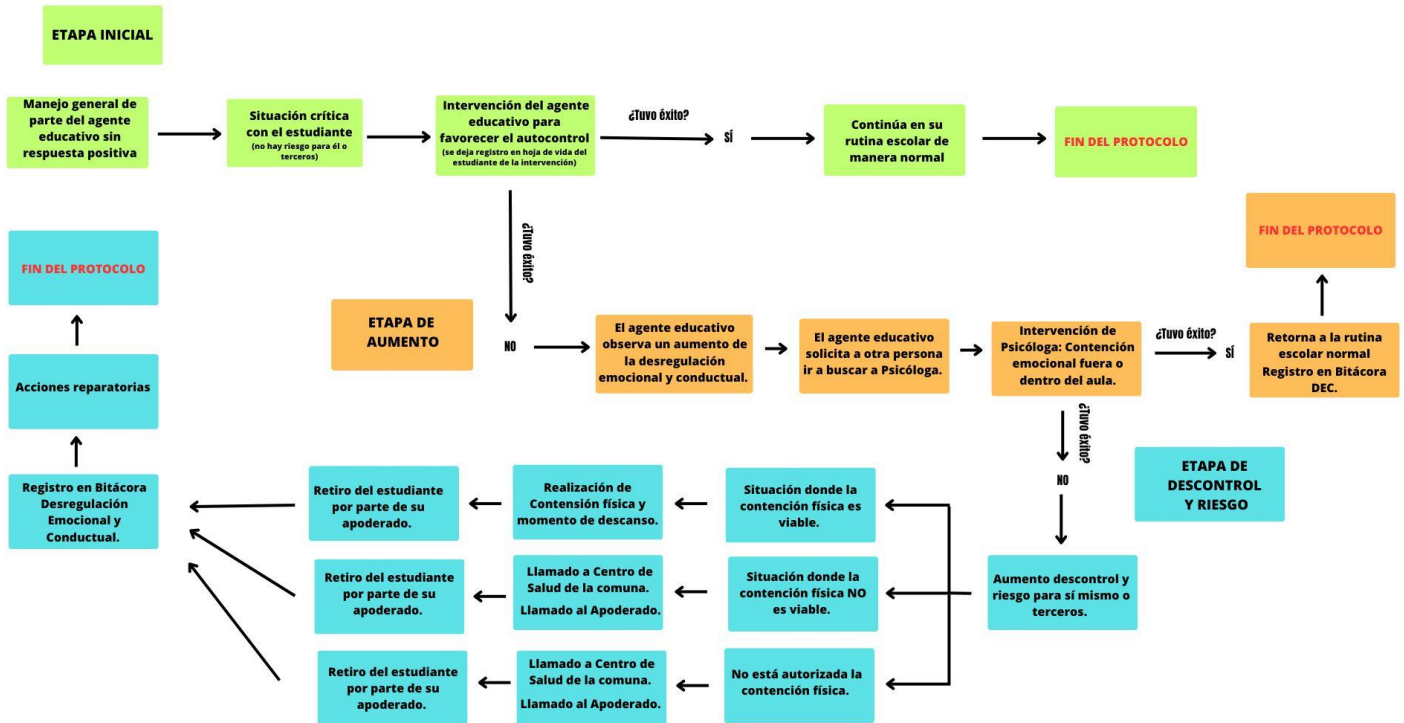 ETAPA INICIAL
Manejo general de
parte del agente
educativo sin
respuesta positiva
Situación crítica
con el estudiante
(no hay riesgo para él o
terceros)
Intervención del agente
educativo para
favorecer el autocontrol
(se deja registro en hoja de vida del
estudiante de la intervención)
¿Tuvo éxito?
SÍ
Continúa en su
rutina escolar de
manera normal
FIN DEL PROTOCOLO
¿Tuvo éxito?
NO
ETAPA DE
AUMENTO
El agente educativo
observa un aumento de
la desregulación
emocional y conductual.
El agente educativo
solicita a otra persona
ir a buscar a Psicóloga.
Intervención de
Psicóloga: Contención
emocional fuera o
dentro del aula.
¿Tuvo éxito?
SÍ
Retorna a la rutina
escolar normal
Registro en Bitácora
DEC.
FIN DEL PROTOCOLO
¿Tuvo éxito?
NO
ETAPA DE
DESCONTROL
Y RIESGO
Aumento descontrol y
riesgo para sí mismo o
terceros.
Situación donde la
contención física es
viable.
Realización de
Contensión física y
momento de descanso.
Retiro del estudiante
por parte de su
apoderado.
Situación donde la
contención física NO
es viable.
Llamado a Centro de
Salud de la comuna.
Llamado al Apoderado.
Retiro del estudiante
por parte de su
apoderado.
No está autorizada la
contención física.
Llamado a Centro de
Salud de la comuna.
Llamado al Apoderado.
Retiro del estudiante
por parte de su
apoderado.
Registro en Bitácora
Desregulación
Emocional y
Conductual.
Acciones reparatorias
FIN DEL PROTOCOLO